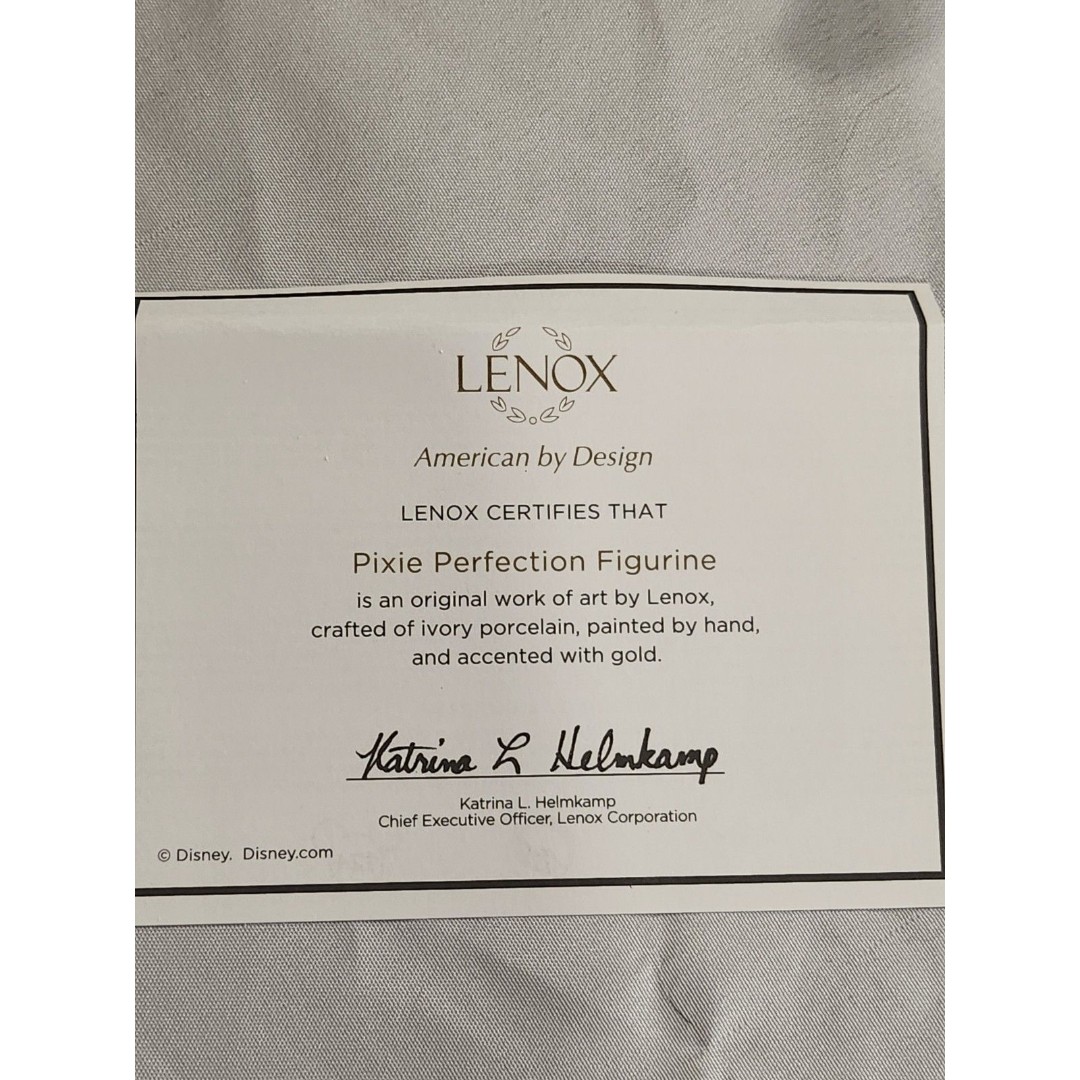 LENOX
American by Design
LENOX CERTIFIES THAT
Pixie Perfection Figurine
is an original work of art by Lenox,
crafted of ivory porcelain, painted by hand,
and accented with gold.
Katrina L Helmkamp
Katrina L. Helmkamp
Chief Executive Officer, Lenox Corporation
© Disney. Disney.com